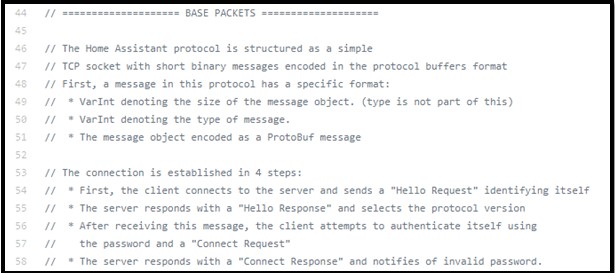 44 // ==================== BASE PACKETS ====================
45
46 // The Home Assistant protocol is structured as a simple
47 // TCP socket with short binary messages encoded in the protocol buffers format
48 // First, a message in this protocol has a specific format:
49 //  * VarInt denoting the size of the message object. (type is not part of this)
50 //  * VarInt denoting the type of message.
51 //  * The message object encoded as a ProtoBuf message
52
53 // The connection is established in 4 steps:
54 //  * First, the client connects to the server and sends a "Hello Request" identifying itself
55 //  * The server responds with a "Hello Response" and selects the protocol version
56 //  * After receiving this message, the client attempts to authenticate itself using
57 //    the password and a "Connect Request"
58 //  * The server responds with a "Connect Response" and notifies of invalid password.